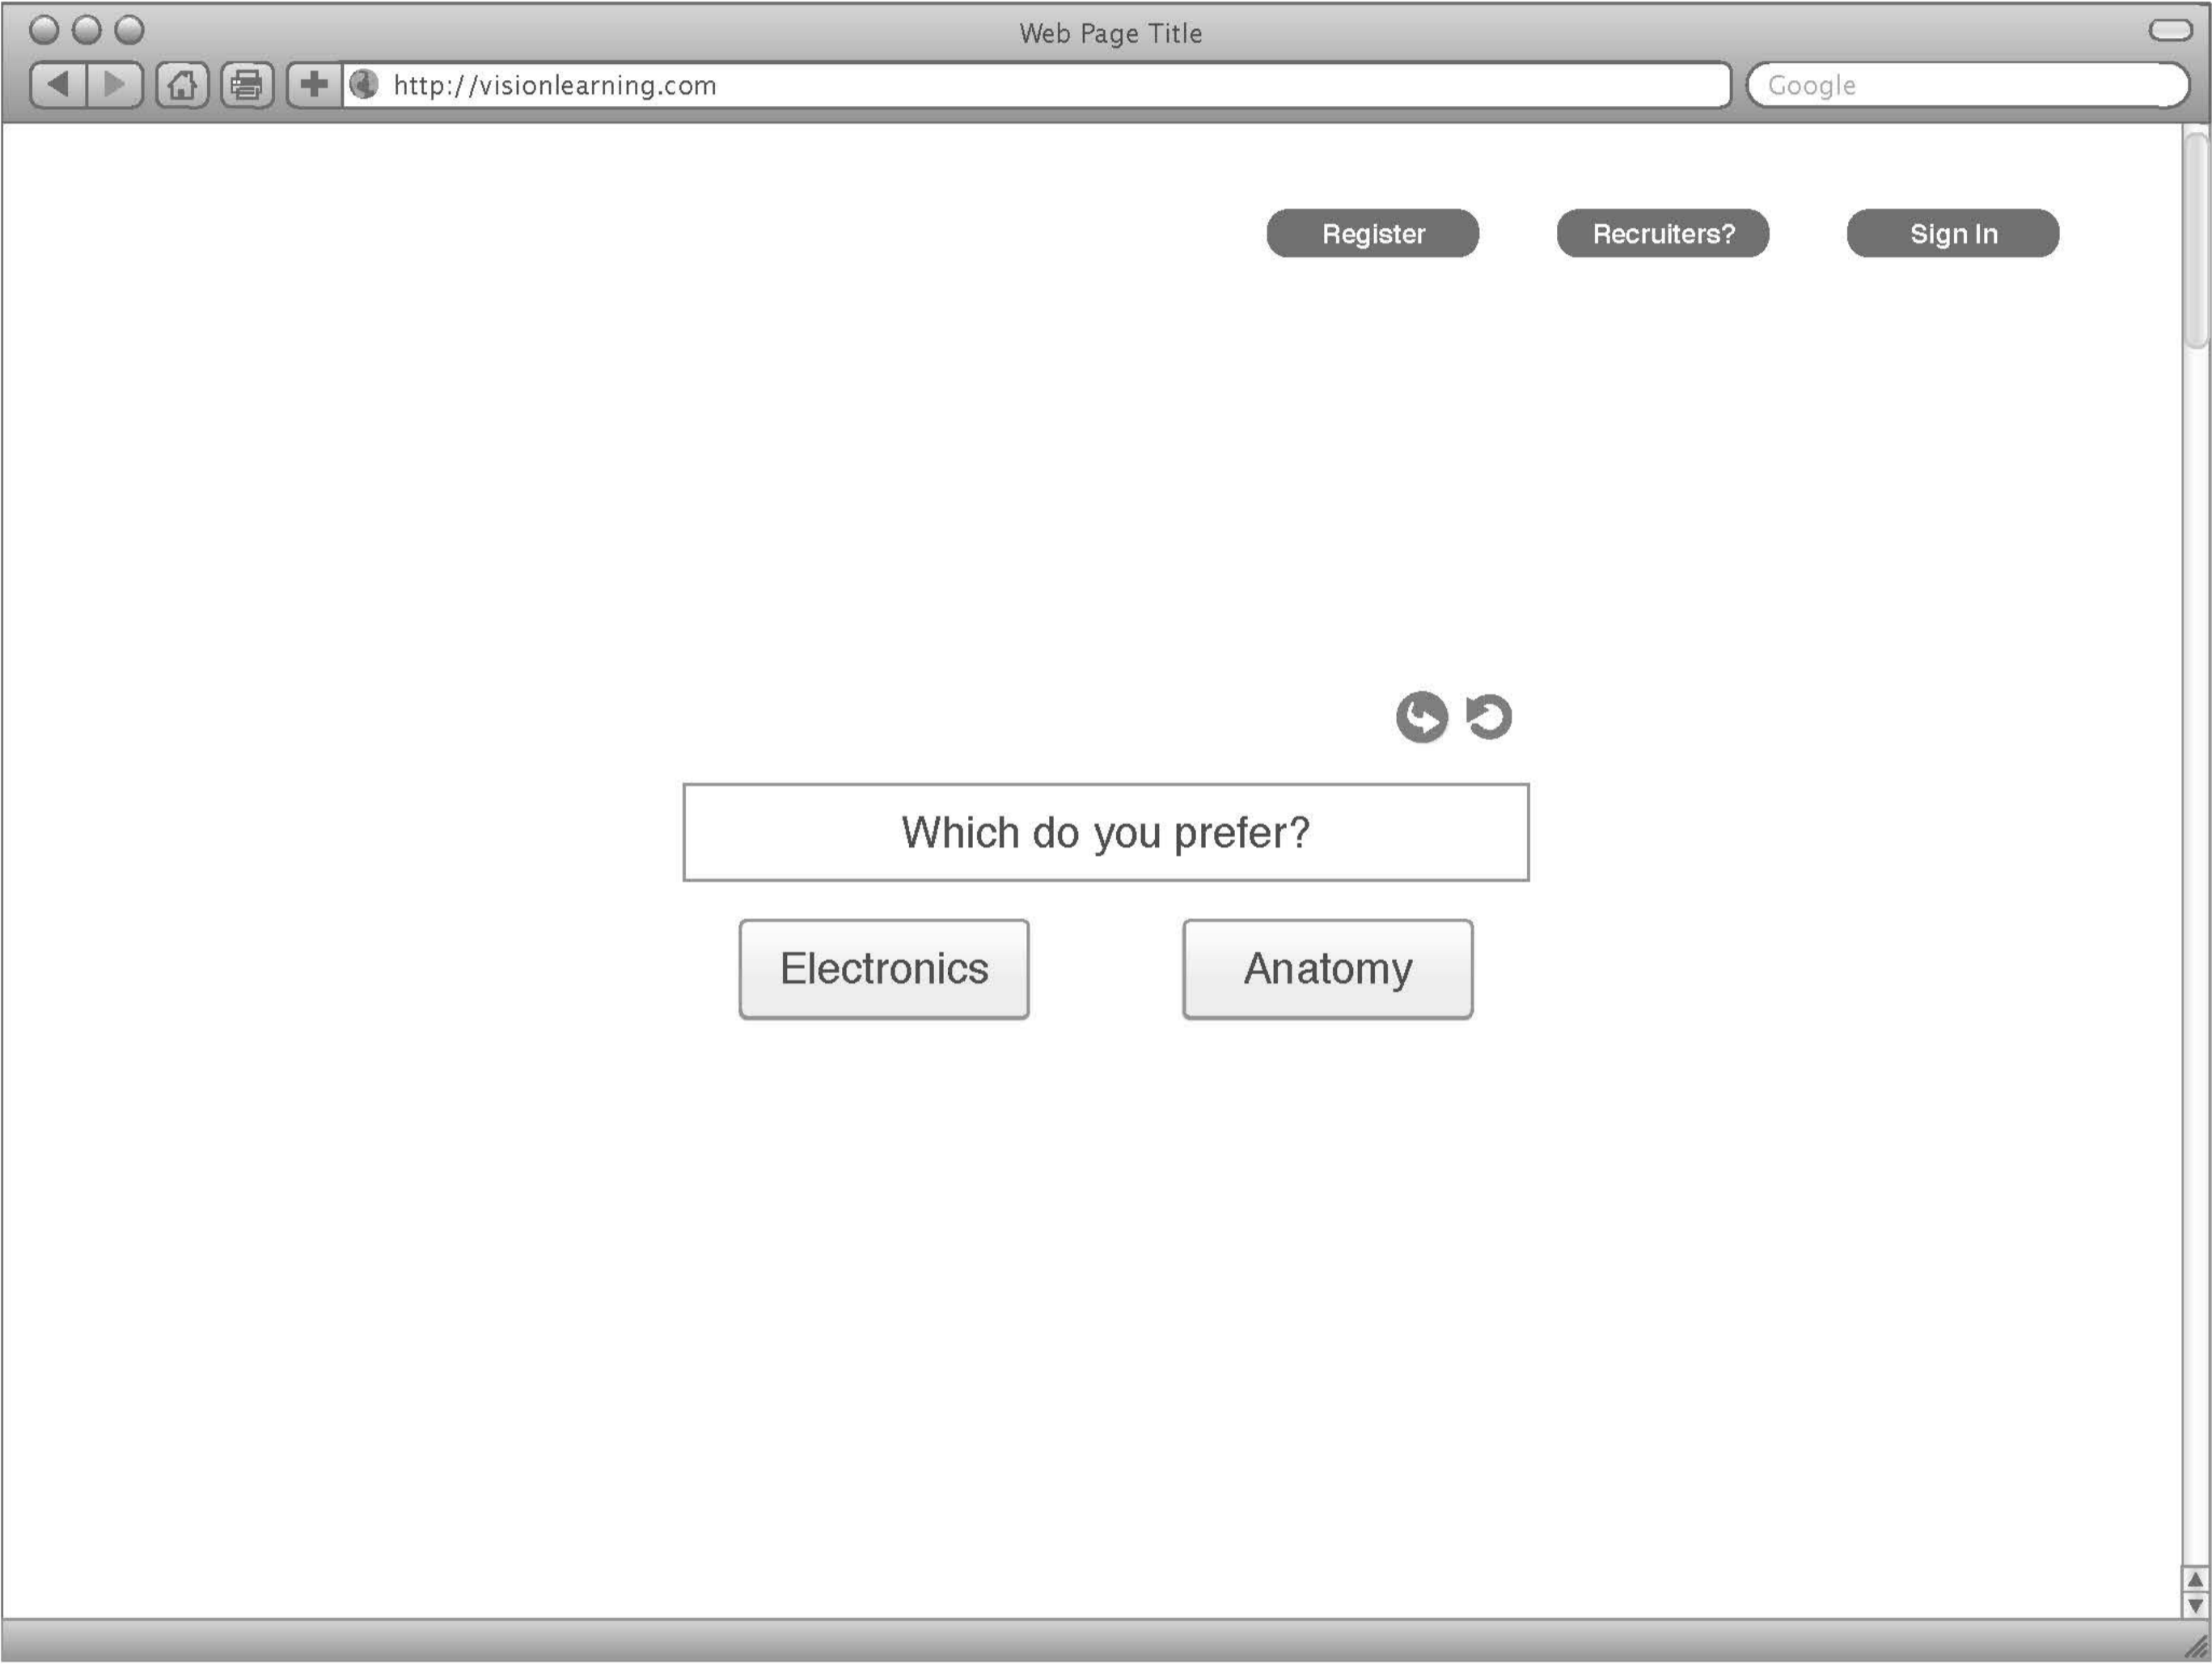 Web Page Title
http://visionlearning.com
Google
Register
Recruiters?
Sign In
Which do you prefer?
Electronics
Anatomy